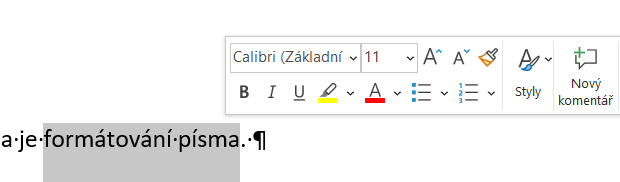 Calibri (Základní 11 A A
B I U A Styly Nový
komentář
a·je·formátování·písma.·¶